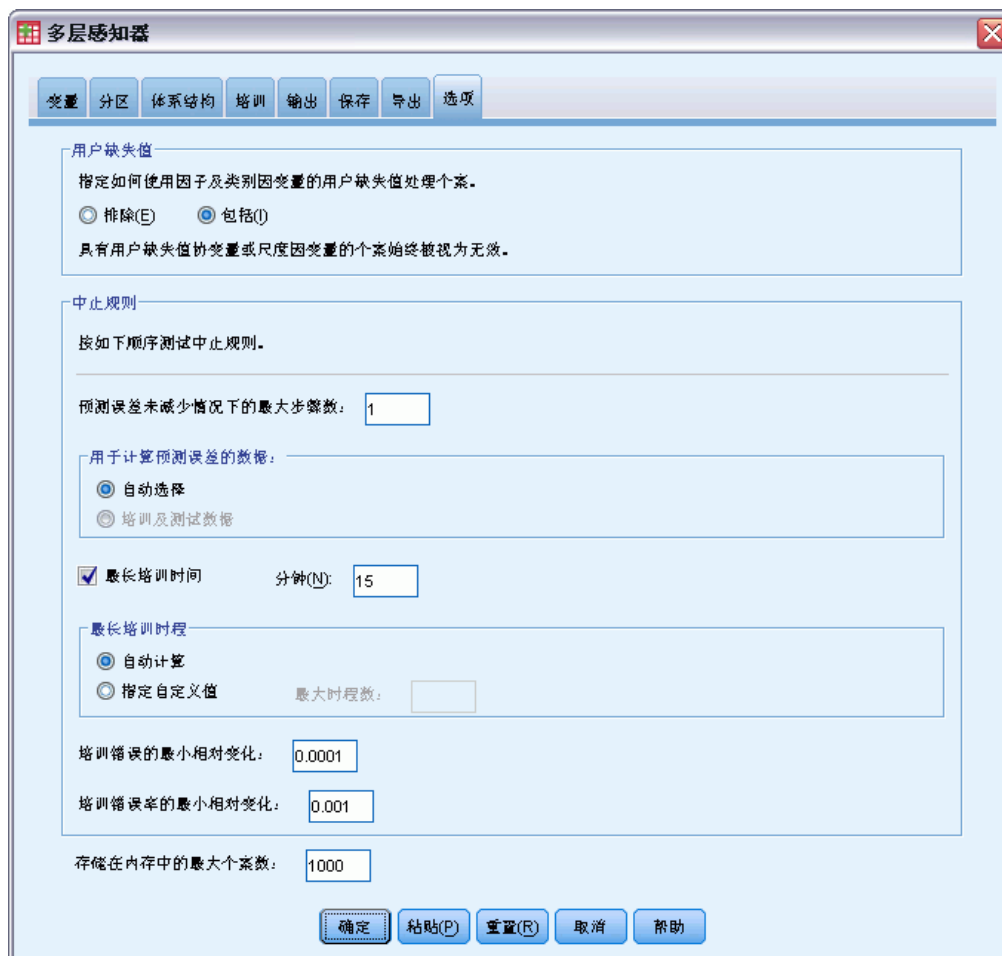 多层感知器
变量 分区 体系结构 培训 输出 保存 导出 选项
用户缺失值
指定如何使用因子及类别因变量的用户缺失值处理个案。
排除(E) 包括(I)
具有用户缺失值协变量或尺度因变量的个案始终被视为无效。
中止规则
按如下顺序测试中止规则。
预测误差未减少情况下的最大步骤数： 1
用于计算预测误差的数据：
自动选择
培训及测试数据
最长培训时间 分钟(N): 15
最长培训时程
自动计算
指定自定义值 最大时程数：
培训错误的最小相对变化： 0.0001
培训错误率的最小相对变化： 0.001
存储在内存中的最大个案数： 1000
确定 粘贴(P) 重置(R) 取消 帮助